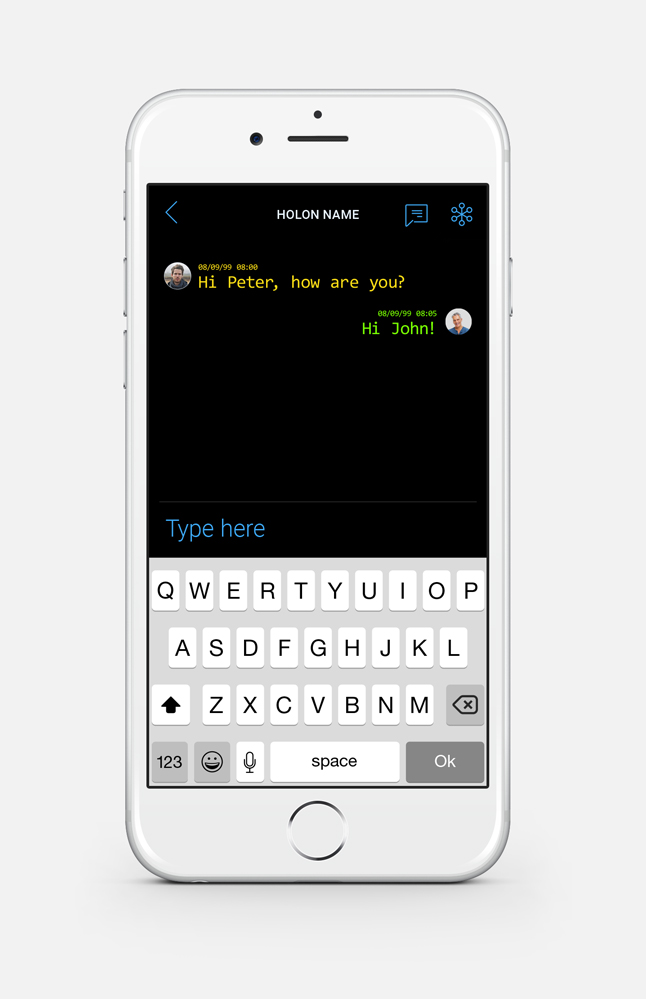 HOLON NAME
08/09/99 08:00
Hi Peter, how are you?
08/09/99 08:05
Hi John!
Type here
Q W E R T Y U I O P
A S D F G H J K L
Z X C V B N M
123 space Ok